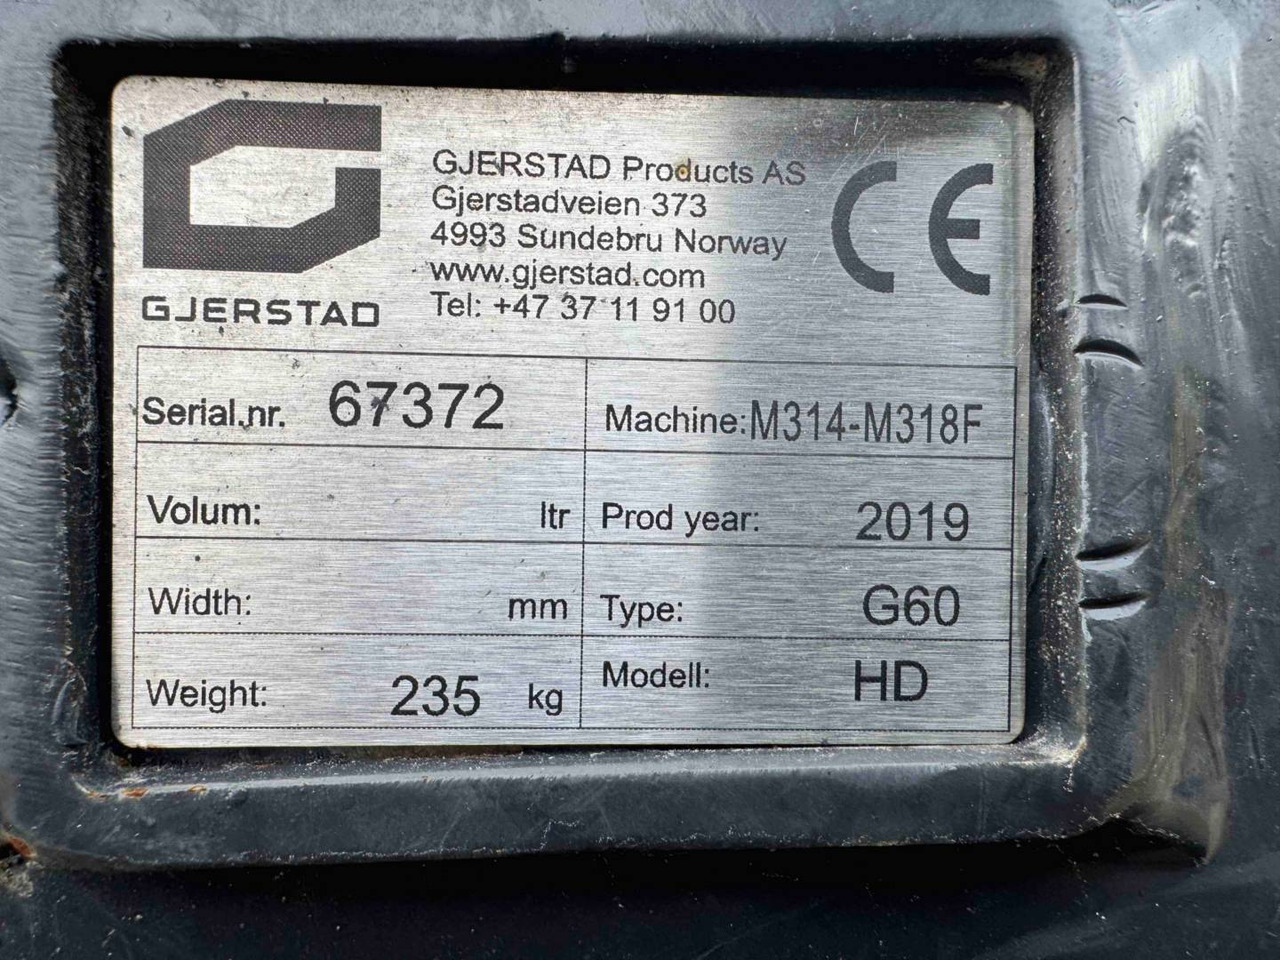 GJERSTAD
GJERSTAD Products AS
Gjerstadveien 373
4993 Sundebru Norway
www.gjerstad.com
Tel: +47 37 11 91 00
CE
Serial.nr. 67372
Machine: M314-M318F
Volum: ltr
Prod year: 2019
Width: mm
Type: G60
Weight: 235 kg
Modell: HD